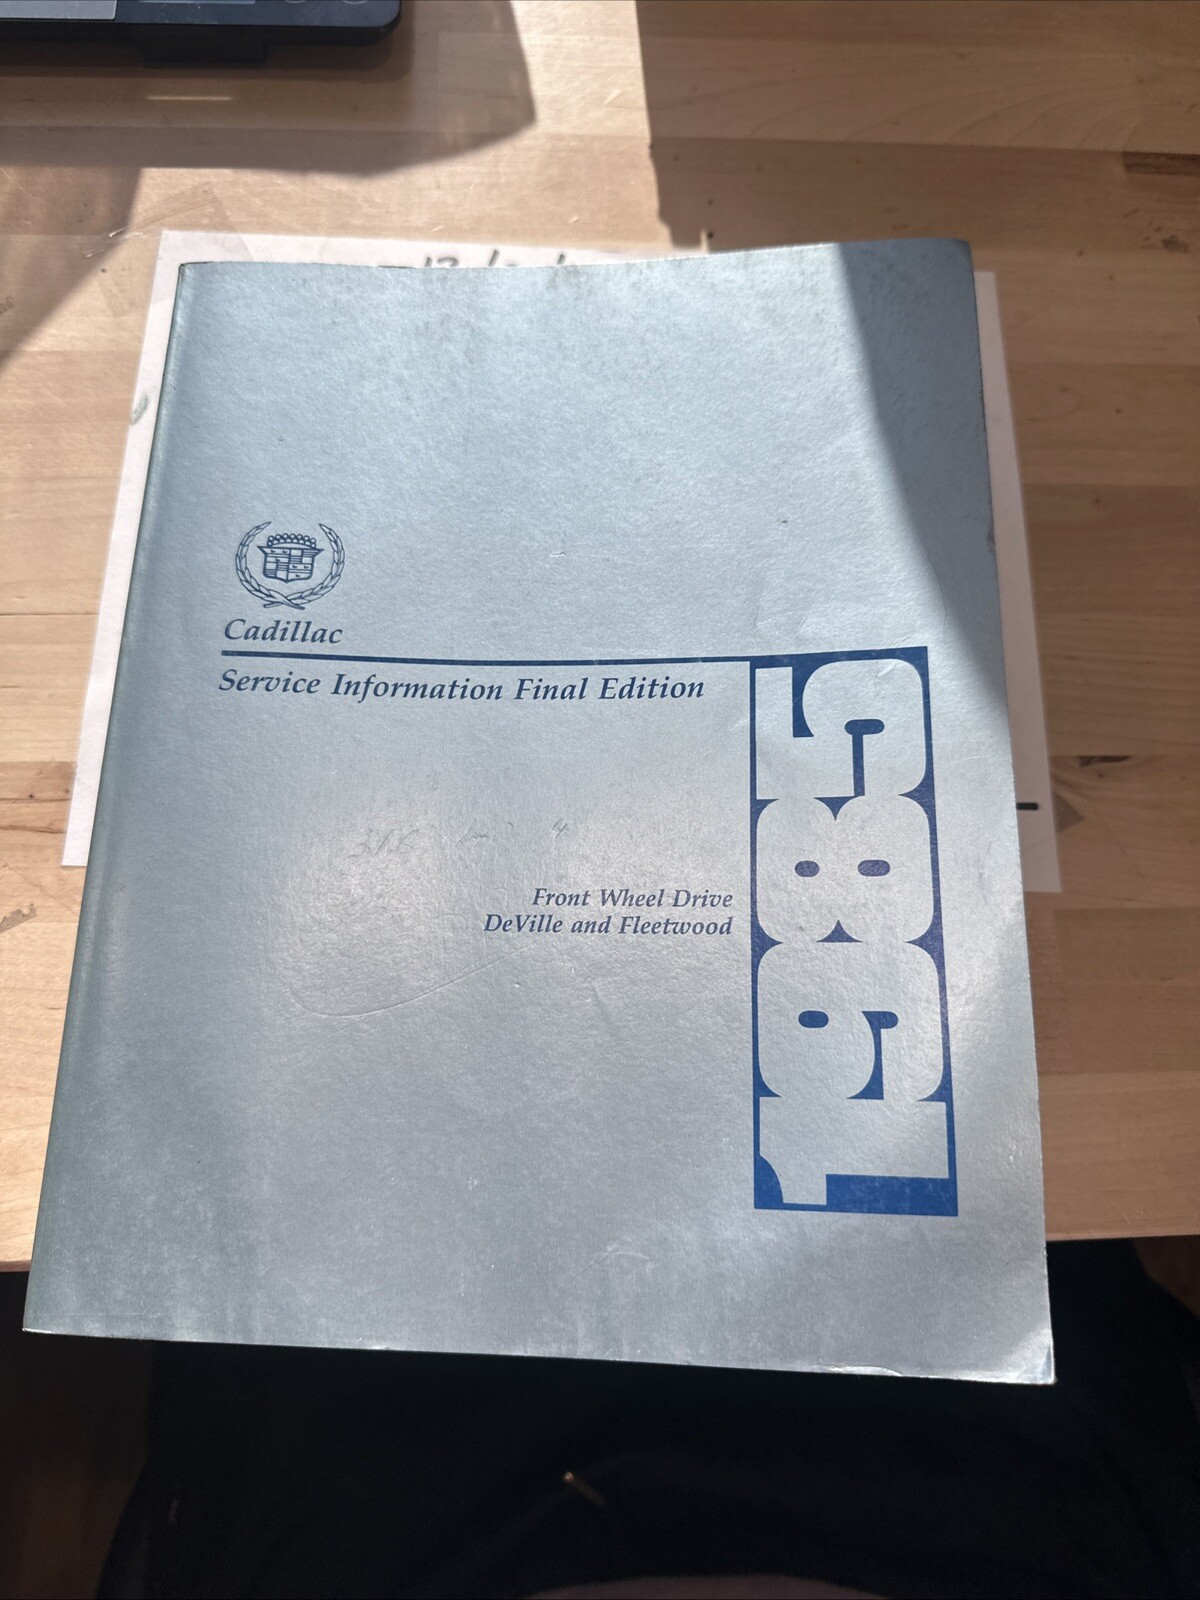 Cadillac
Service Information Final Edition
1985
Front Wheel Drive
DeVille and Fleetwood